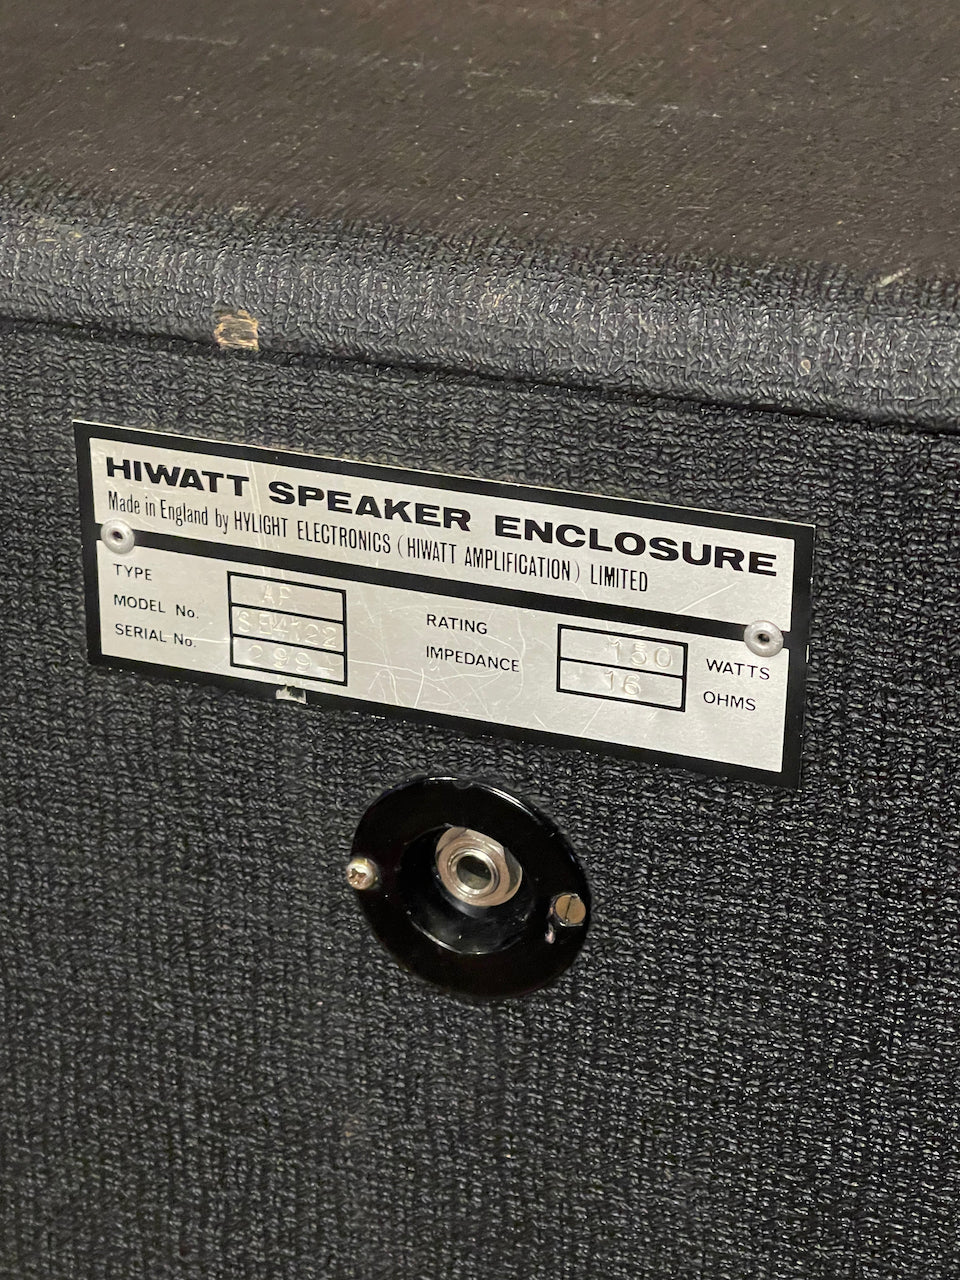 HIWATT SPEAKER ENCLOSURE
Made in England by HYLIGHT ELECTRONICS (HIWATT AMPLIFICATION) LIMITED
TYPE AP
MODEL No. SE4122
SERIAL No.
RATING 150 WATTS
IMPEDANCE 16 OHMS